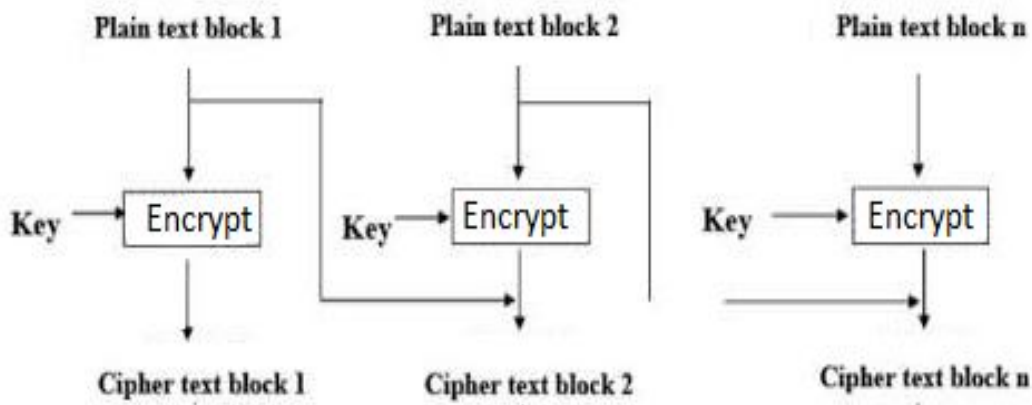 Plain text block 1 Plain text block 2 Plain text block n
Key Encrypt Key Encrypt Key Encrypt
Cipher text block 1 Cipher text block 2 Cipher text block n